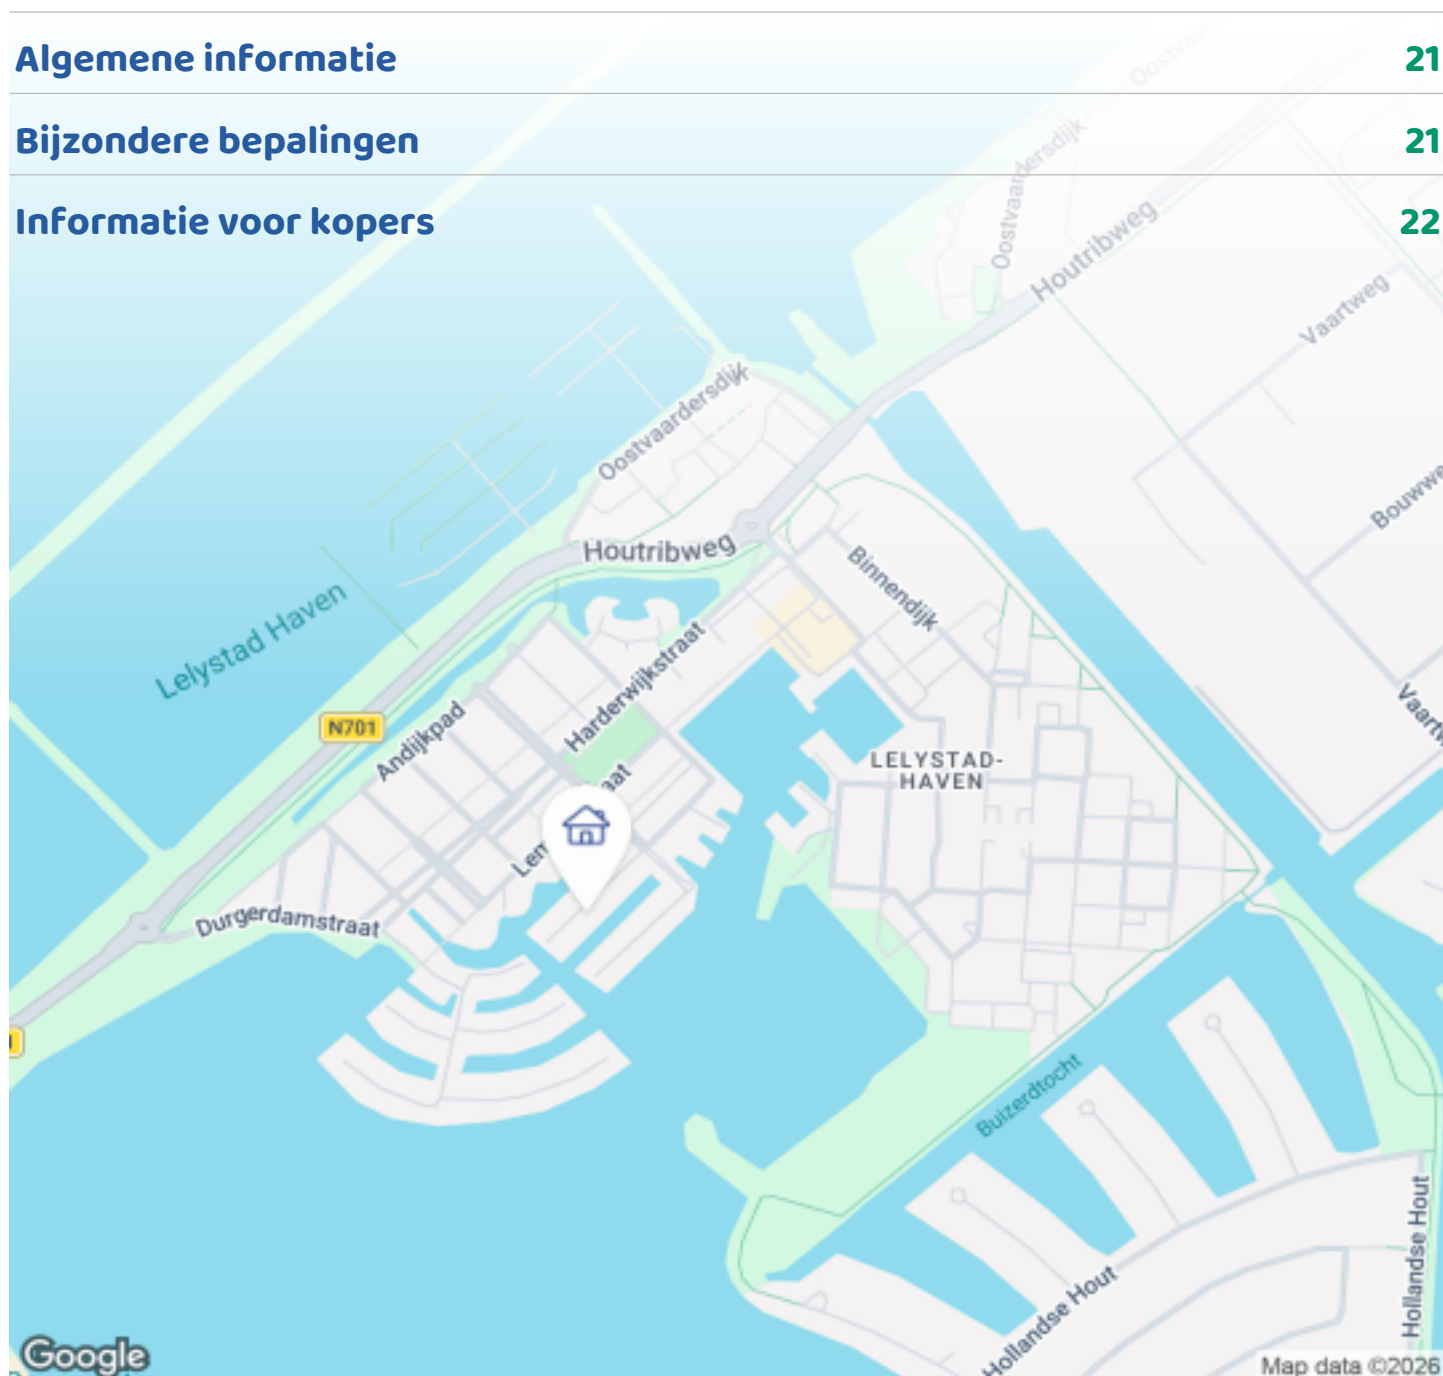 Algemene informatie 21
Bijzondere bepalingen 21
Informatie voor kopers 22
Oostvaardersdijk
Houtribweg
Vaartweg
Oostvaardersdijk
Houtribweg
Binnendijk
Lelystad Haven
Harderwijkstraat
N701
Andijkpad
LELYSTAD-
HAVEN
Durgerdamstraat
Buizerdtocht
Hollandse Hout
Hollandse Hout
Google
Map data ©2026